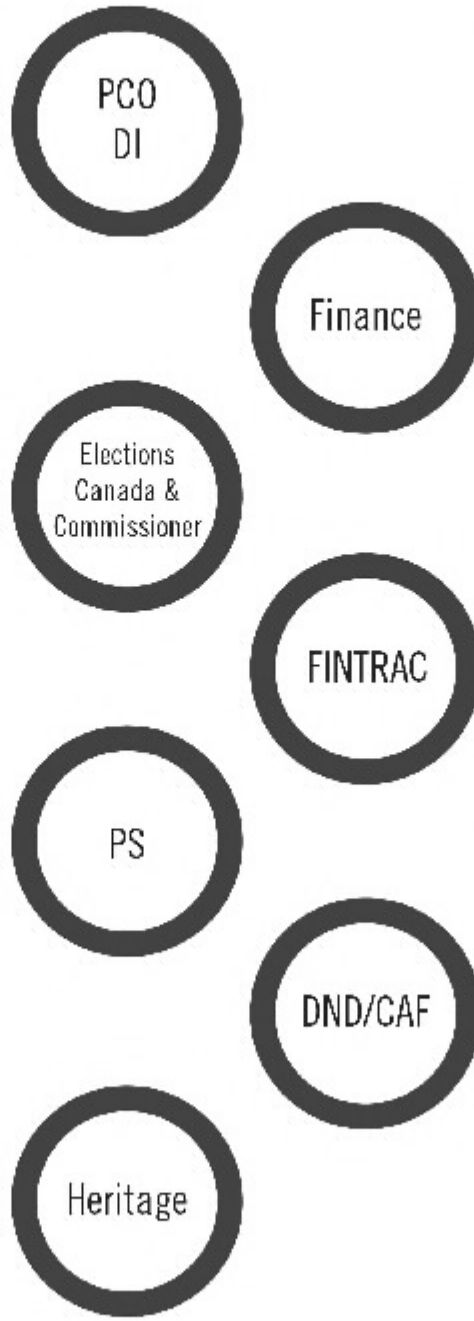 PCO
DI
Finance
Elections
Canada &
Commissioner
FINTRAC
PS
DND/CAF
Heritage